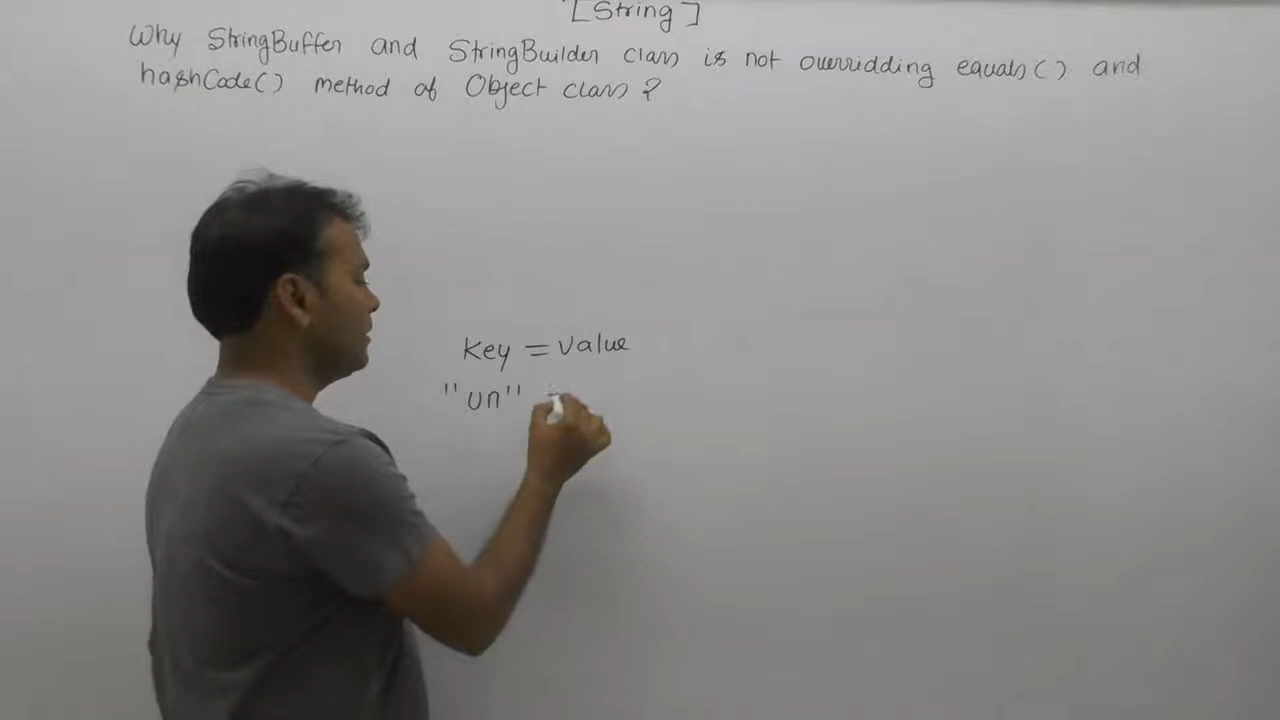 [String]
Why StringBuffer and StringBuilder class is not overridding equals() and
hashCode() method of Object class ?
Key = Value
"un"